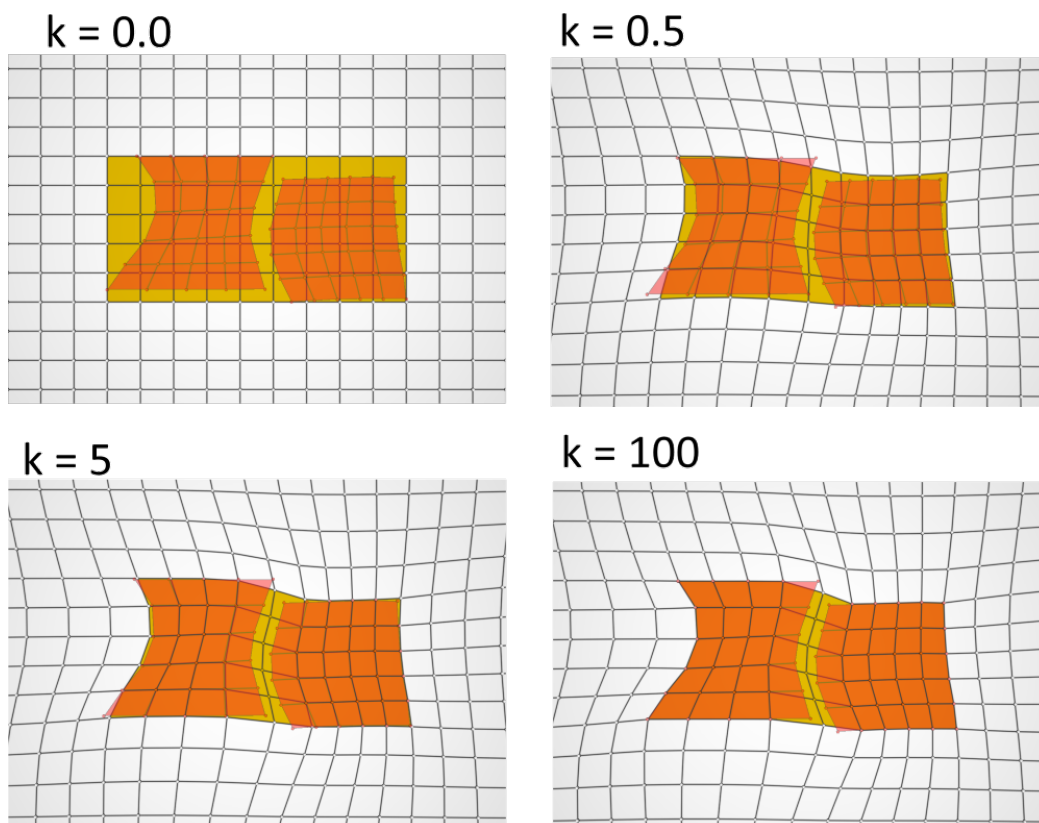 k = 0.0
k = 0.5
k = 5
k = 100